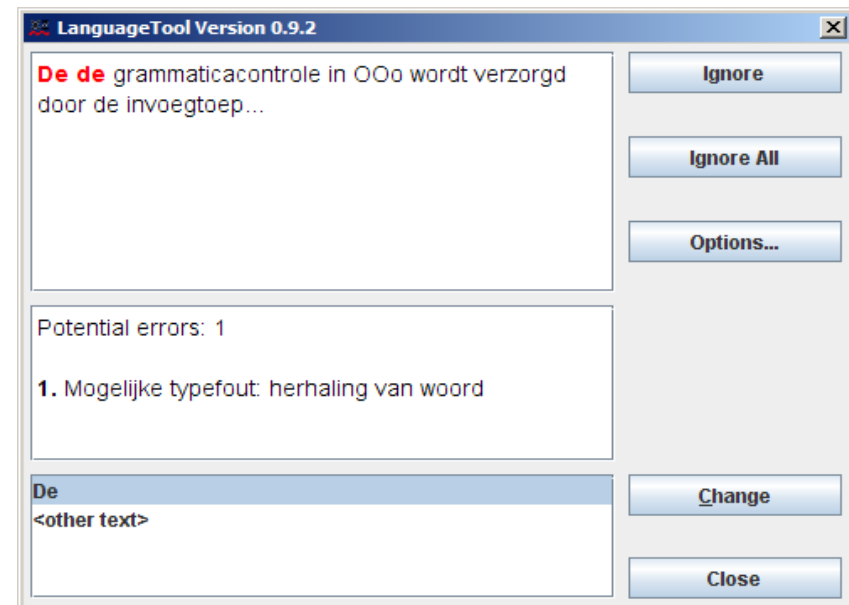 LanguageTool Version 0.9.2
De de grammaticacontrole in OOo wordt verzorgd
door de invoegtoep...
Ignore
Ignore All
Options...
Potential errors: 1
1. Mogelijke typefout: herhaling van woord
De
<other text>
Change
Close